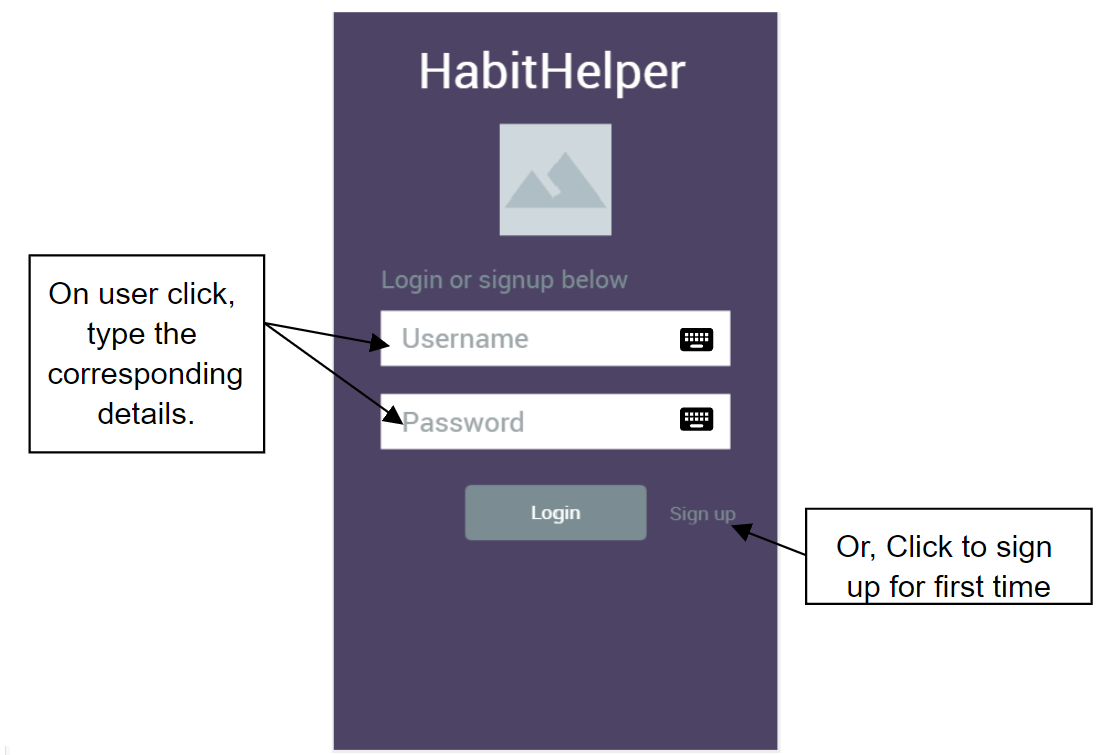 HabitHelper
Login or signup below
On user click,
type the
corresponding
details.
Username
Password
Login
Sign up
Or, Click to sign
up for first time